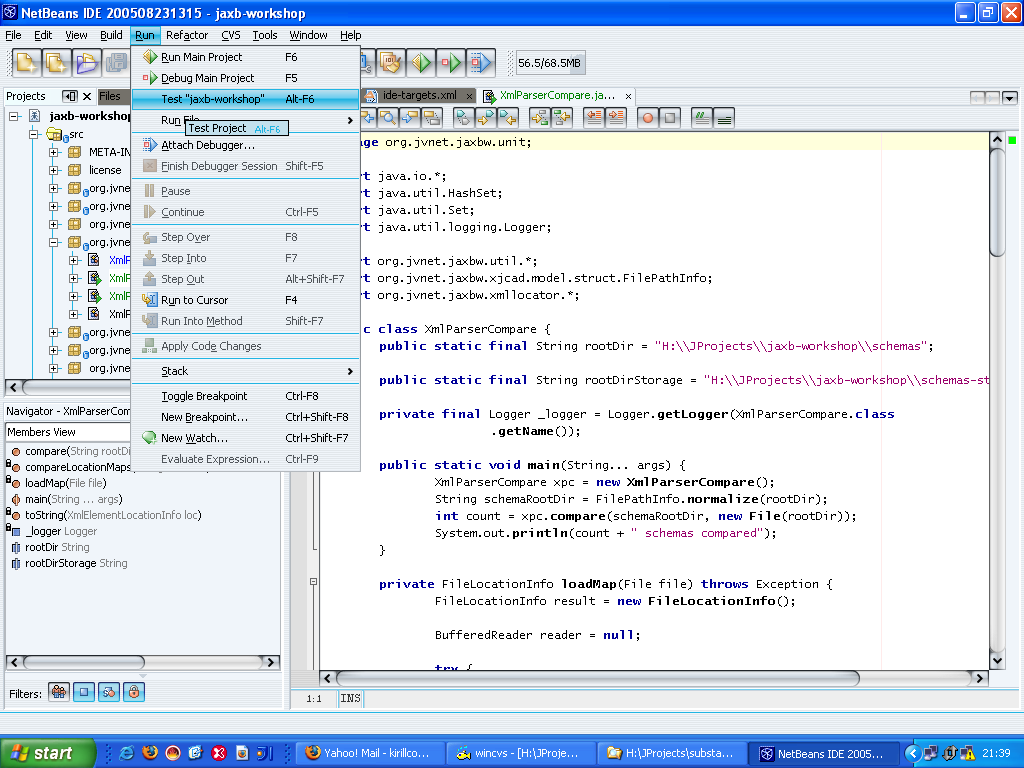 NetBeans IDE 200508231315 - jaxb-workshop
File Edit View Build Run Refactor CVS Tools Window Help
56.5/68.5MB
Projects Files
ide-targets.xml XmlParserCompare.ja...
Run Main Project F6
Debug Main Project F5
Test "jaxb-workshop" Alt-F6
Run File
Test Project Alt-F6
Attach Debugger...
Finish Debugger Session Shift-F5
Pause
Continue Ctrl-F5
Step Over F8
Step Into F7
Step Out Alt+Shift-F7
Run to Cursor F4
Run Into Method Shift-F7
Apply Code Changes
Stack
Toggle Breakpoint Ctrl-F8
New Breakpoint... Ctrl+Shift-F8
New Watch... Ctrl+Shift-F7
Evaluate Expression... Ctrl-F9
jaxb-workshop
src
META-IN
license
org.jvne
org.jvne
org.jvne
org.jvne
XmlP
XmlF
XmlF
XmlP
org.jvne
org.jvne
org.jvne
Navigator - XmlParserCom
Members View
compare(String rootDi
compareLocationMaps
loadMap(File file)
main(String ... args)
toString(XmlElementLocationInfo loc)
_logger Logger
rootDir String
rootDirStorage String
Filters:
age org.jvnet.jaxbw.unit;
rt java.io.*;
rt java.util.HashSet;
rt java.util.Set;
rt java.util.logging.Logger;
rt org.jvnet.jaxbw.util.*;
rt org.jvnet.jaxbw.xjcad.model.struct.FilePathInfo;
rt org.jvnet.jaxbw.xmllocator.*;
c class XmlParserCompare {
public static final String rootDir = "H:\\JProjects\\jaxb-workshop\\schemas";
public static final String rootDirStorage = "H:\\JProjects\\jaxb-workshop\\schemas-st
private final Logger _logger = Logger.getLogger(XmlParserCompare.class
.getName());
public static void main(String... args) {
XmlParserCompare xpc = new XmlParserCompare();
String schemaRootDir = FilePathInfo.normalize(rootDir);
int count = xpc.compare(schemaRootDir, new File(rootDir));
System.out.println(count + " schemas compared");
}
private FileLocationInfo loadMap(File file) throws Exception {
FileLocationInfo result = new FileLocationInfo();
BufferedReader reader = null;
try {
1:1 INS
start
Yahoo! Mail - kirillco...
wincvs - [H:\JProje...
H:\JProjects\substa...
NetBeans IDE 2005...
21:39